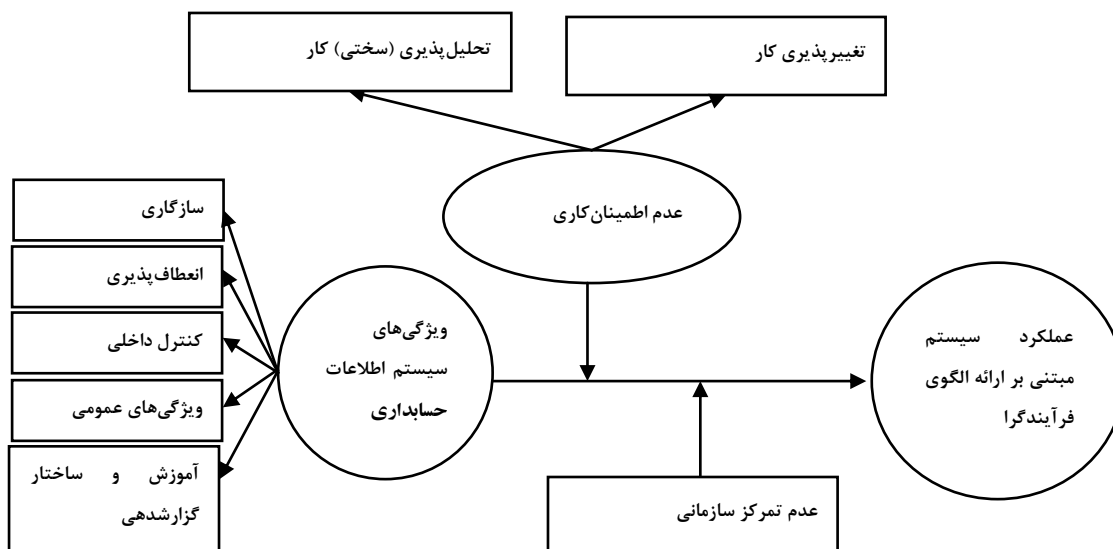 تغییرپذیری کار
تحلیل‌پذیری (سختی) کار
عدم اطمینان‌کاری
سازگاری
انعطاف‌پذیری
کنترل داخلی
ویژگی‌های عمومی
آموزش و ساختار
گزارشدهی
ویژگی‌های
سیستم اطلاعات
حسابداری
عملکرد سیستم
مبتنی بر ارائه الگوی
فرآیندگرا
عدم تمرکز سازمانی